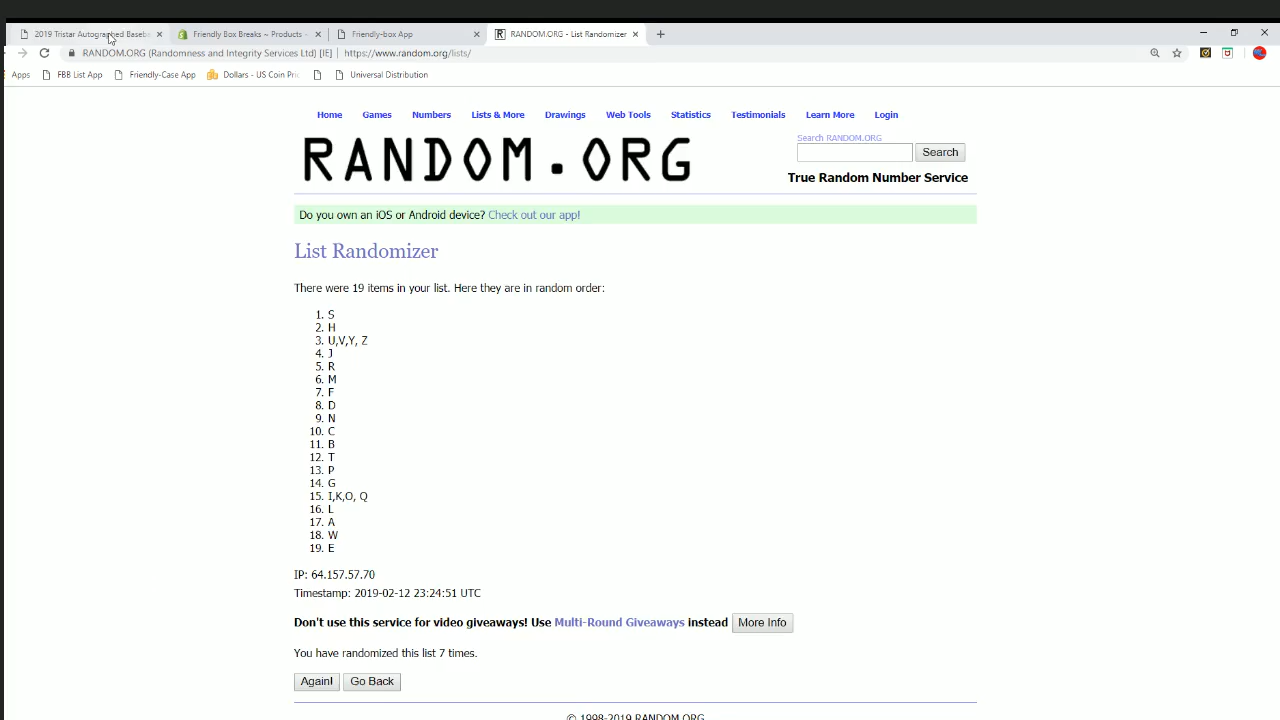 2019 Tristar Autographed Baseb
Friendly Box Breaks ~ Products ~
Friendly-box App
RANDOM.ORG - List Randomizer
RANDOM.ORG (Randomness and Integrity Services Ltd) [IE] | https://www.random.org/lists/
Apps FBB List App Friendly-Case App Dollars - US Coin Pric Universal Distribution
Home Games Numbers Lists & More Drawings Web Tools Statistics Testimonials Learn More Login
RANDOM.ORG
Search RANDOM.ORG
Search
True Random Number Service
Do you own an iOS or Android device? Check out our app!
List Randomizer
There were 19 items in your list. Here they are in random order:
1. S
2. H
3. U,V,Y, Z
4. J
5. R
6. M
7. F
8. D
9. N
10. C
11. B
12. T
13. P
14. G
15. I,K,O, Q
16. L
17. A
18. W
19. E
IP: 64.157.57.70
Timestamp: 2019-02-12 23:24:51 UTC
Don't use this service for video giveaways! Use Multi-Round Giveaways instead More Info
You have randomized this list 7 times.
Again! Go Back
© 1998-2019 RANDOM.ORG